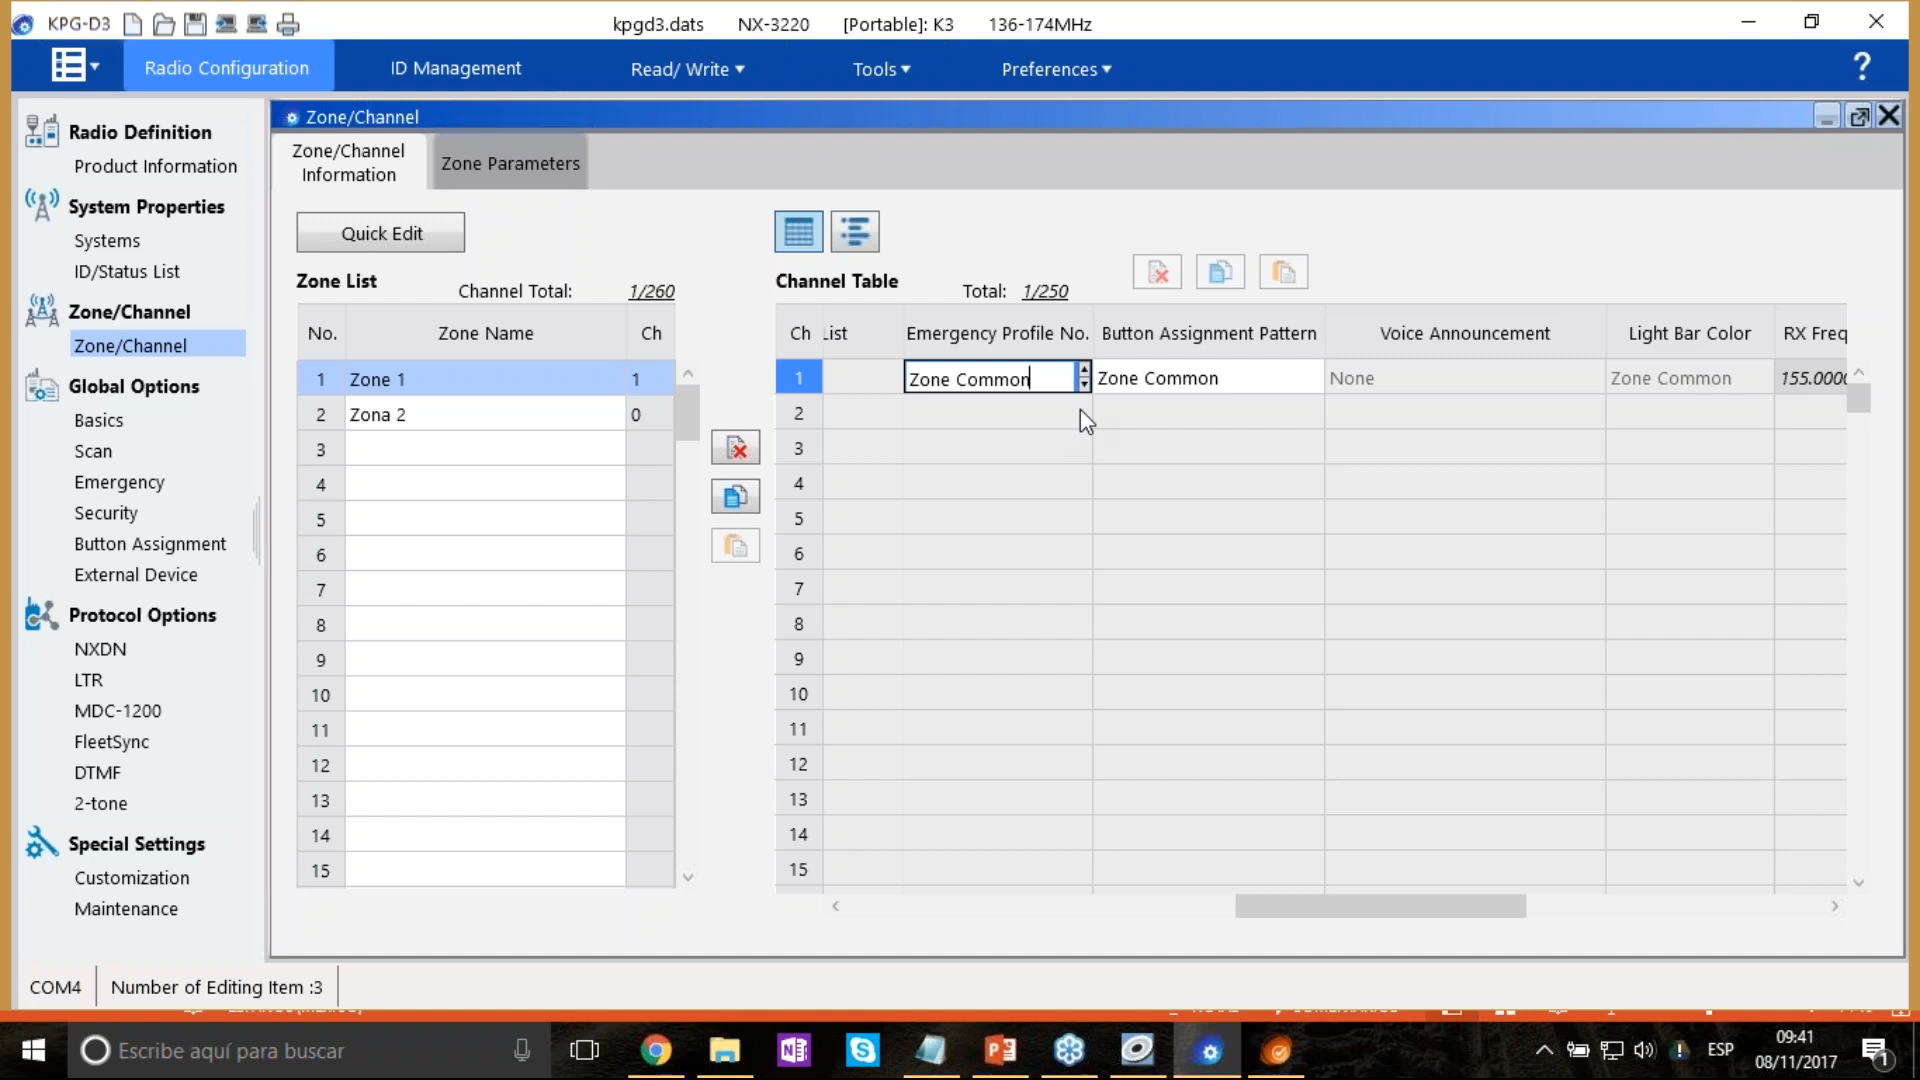 KPG-D3 kpgd3.dats NX-3220 [Portable]: K3 136-174MHz
Radio Configuration ID Management Read/ Write Tools Preferences ?
Radio Definition
Product Information
System Properties
Systems
ID/Status List
Zone/Channel
Zone/Channel
Global Options
Basics
Scan
Emergency
Security
Button Assignment
External Device
Protocol Options
NXDN
LTR
MDC-1200
FleetSync
DTMF
2-tone
Special Settings
Customization
Maintenance
Zone/Channel
Zone/Channel
Information
Zone Parameters
Quick Edit
Zone List Channel Total: 1/260
No. Zone Name Ch
1 Zone 1 1
2 Zona 2 0
3
4
5
6
7
8
9
10
11
12
13
14
15
Channel Table Total: 1/250
Ch List Emergency Profile No. Button Assignment Pattern Voice Announcement Light Bar Color RX Freq
1 Zone Common Zone Common None Zone Common 155.000
2
3
4
5
6
7
8
9
10
11
12
13
14
15
COM4 Number of Editing Item :3
Escribe aquí para buscar ESP 09:41
08/11/2017
1